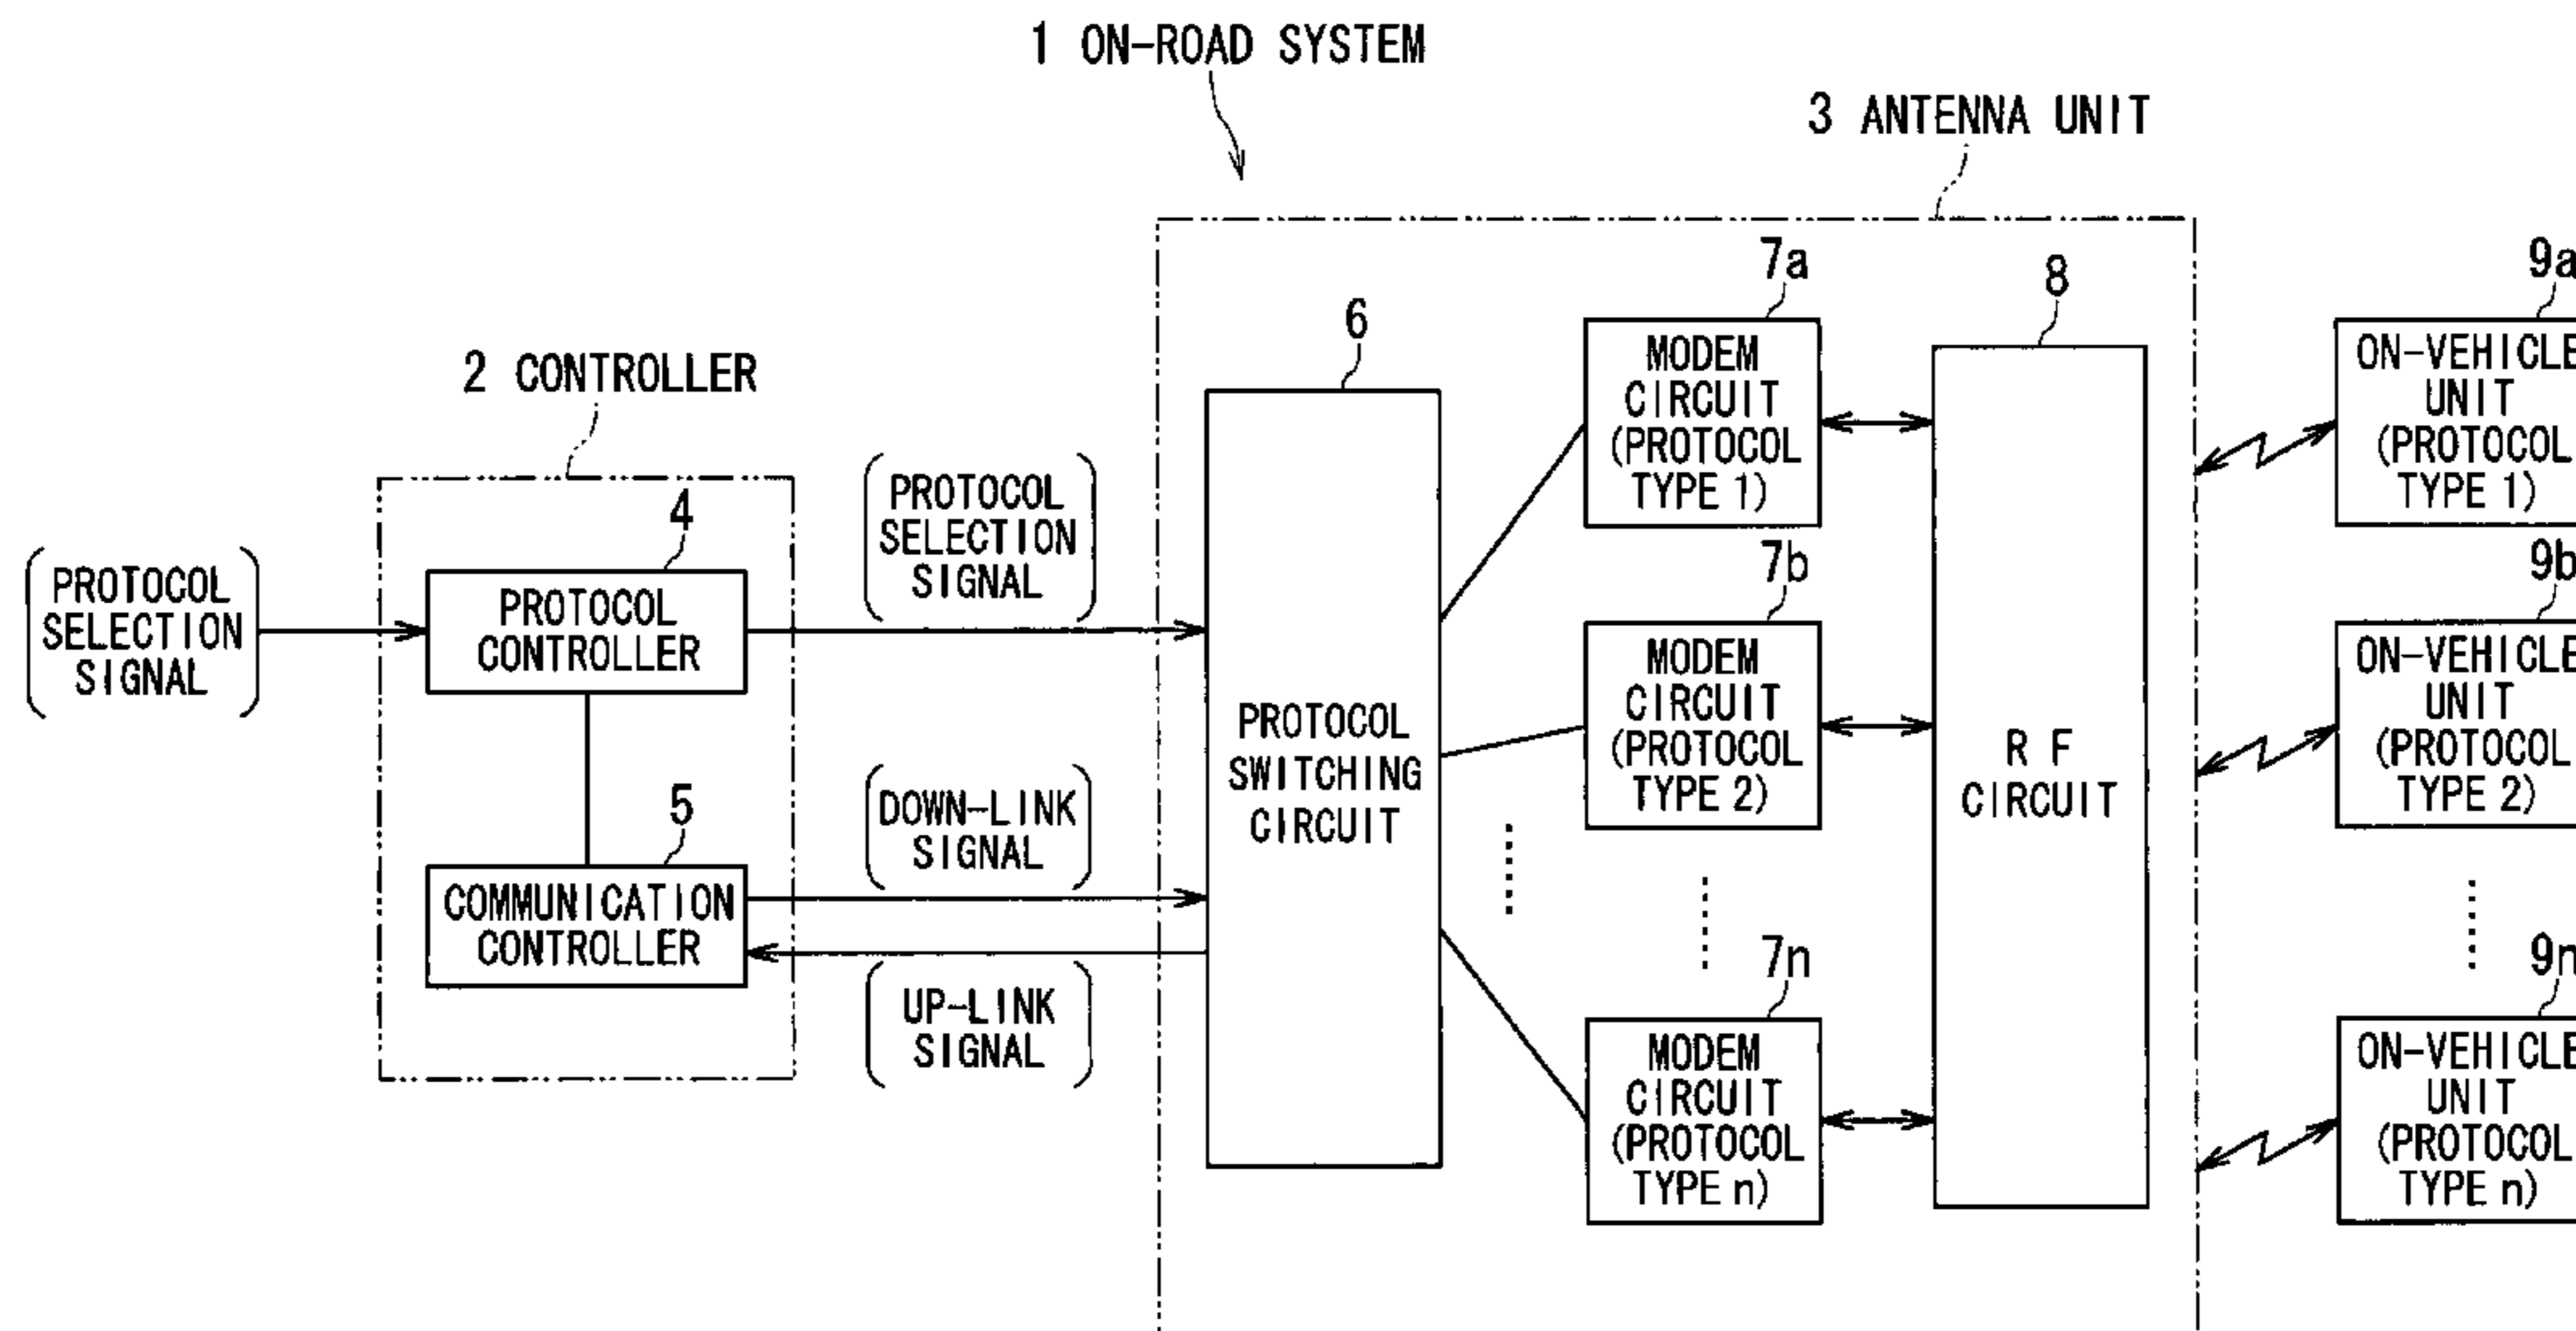 1 ON-ROAD SYSTEM
3 ANTENNA UNIT
2 CONTROLLER
PROTOCOL
SELECTION
SIGNAL
4
PROTOCOL
CONTROLLER
5
COMMUNICATION
CONTROLLER
PROTOCOL
SELECTION
SIGNAL
DOWN-LINK
SIGNAL
UP-LINK
SIGNAL
6
PROTOCOL
SWITCHING
CIRCUIT
7a
MODEM
CIRCUIT
(PROTOCOL
TYPE 1)
7b
MODEM
CIRCUIT
(PROTOCOL
TYPE 2)
7n
MODEM
CIRCUIT
(PROTOCOL
TYPE n)
8
RF
CIRCUIT
9a
ON-VEHICLE
UNIT
(PROTOCOL
TYPE 1)
9b
ON-VEHICLE
UNIT
(PROTOCOL
TYPE 2)
9n
ON-VEHICLE
UNIT
(PROTOCOL
TYPE n)